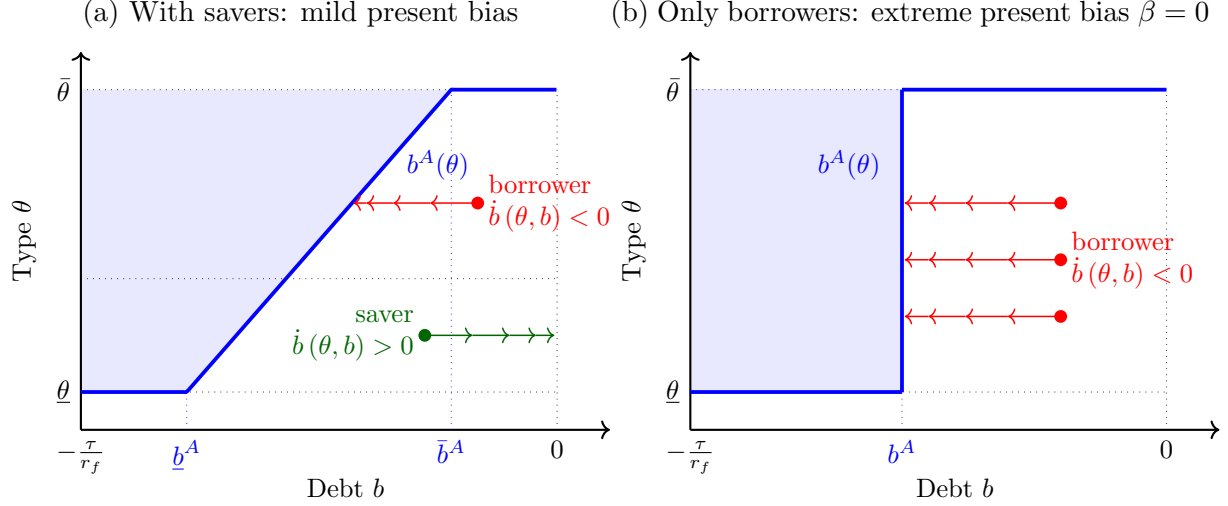 (a) With savers: mild present bias
θ̄
Type θ
θ̲
b^A(θ)
borrower
ḃ (θ, b) < 0
saver
ḃ (θ, b) > 0
−τ/r_f
b̲^A
b̄^A
0
Debt b
(b) Only borrowers: extreme present bias β = 0
θ̄
Type θ
θ̲
b^A(θ)
borrower
ḃ (θ, b) < 0
−τ/r_f
b^A
0
Debt b